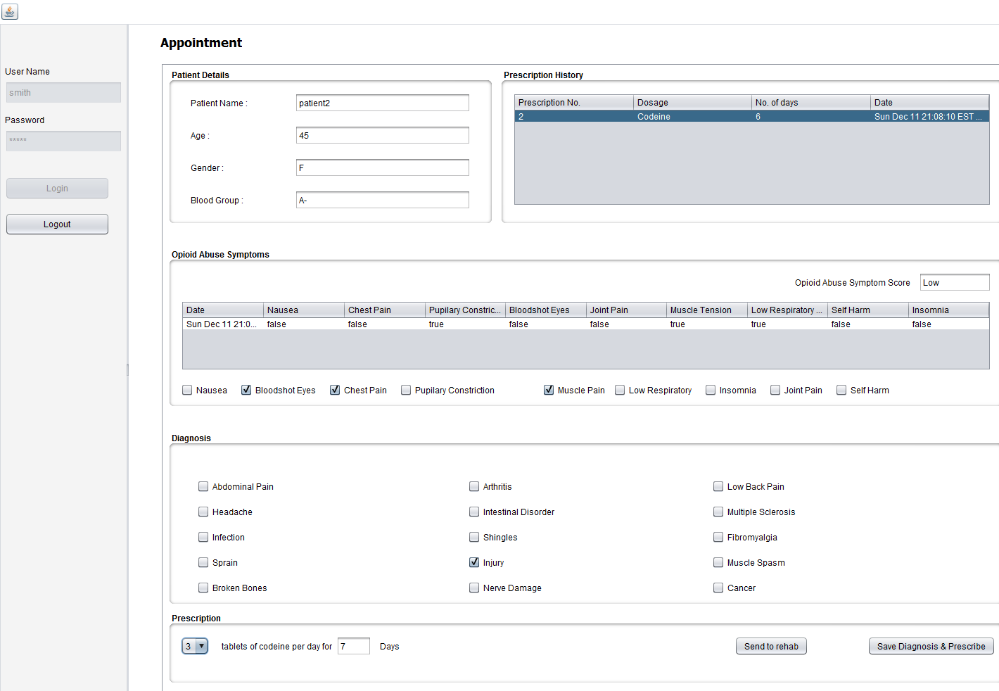 Appointment
User Name
smith
Password
*****
Login
Logout
Patient Details
Patient Name :
patient2
Age :
45
Gender :
F
Blood Group :
A-
Prescription History
Prescription No. Dosage No. of days Date
2 Codeine 6 Sun Dec 11 21:08:10 EST ...
Opioid Abuse Symptoms
Opioid Abuse Symptom Score Low
Date Nausea Chest Pain Pupilary Constric... Bloodshot Eyes Joint Pain Muscle Tension Low Respiratory ... Self Harm Insomnia
Sun Dec 11 21:0... false false true false false true true false false
Nausea Bloodshot Eyes Chest Pain Pupilary Constriction Muscle Pain Low Respiratory Insomnia Joint Pain Self Harm
Diagnosis
Abdominal Pain Arthritis Low Back Pain
Headache Intestinal Disorder Multiple Sclerosis
Infection Shingles Fibromyalgia
Sprain Injury Muscle Spasm
Broken Bones Nerve Damage Cancer
Prescription
3 tablets of codeine per day for 7 Days Send to rehab Save Diagnosis & Prescribe